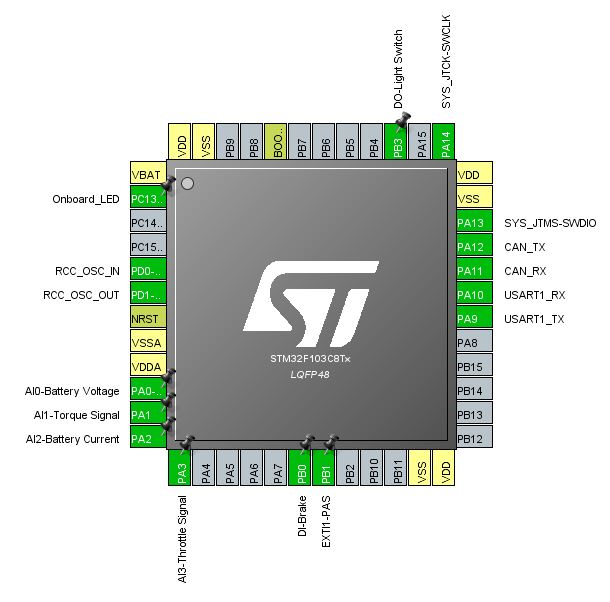 DO-Light Switch
SYS_JTCK-SWCLK
VDD
VSS
PB9
PB8
BOO..
PB7
PB6
PB5
PB4
PB3
PA15
PA14
VBAT
Onboard_LED PC13..
PC14..
PC15..
RCC_OSC_IN PD0-..
RCC_OSC_OUT PD1-..
NRST
VSSA
VDDA
AI0-Battery Voltage PA0-..
AI1-Torque Signal PA1
AI2-Battery Current PA2
VDD
VSS
PA13 SYS_JTMS-SWDIO
PA12 CAN_TX
PA11 CAN_RX
PA10 USART1_RX
PA9 USART1_TX
PA8
PB15
PB14
PB13
PB12
ST
STM32F103C8Tx
LQFP48
PA3
PA4
PA5
PA6
PA7
PB0
PB1
PB2
PB10
PB11
VSS
VDD
AI3-Throttle Signal
DI-Brake
EXTI1-PAS